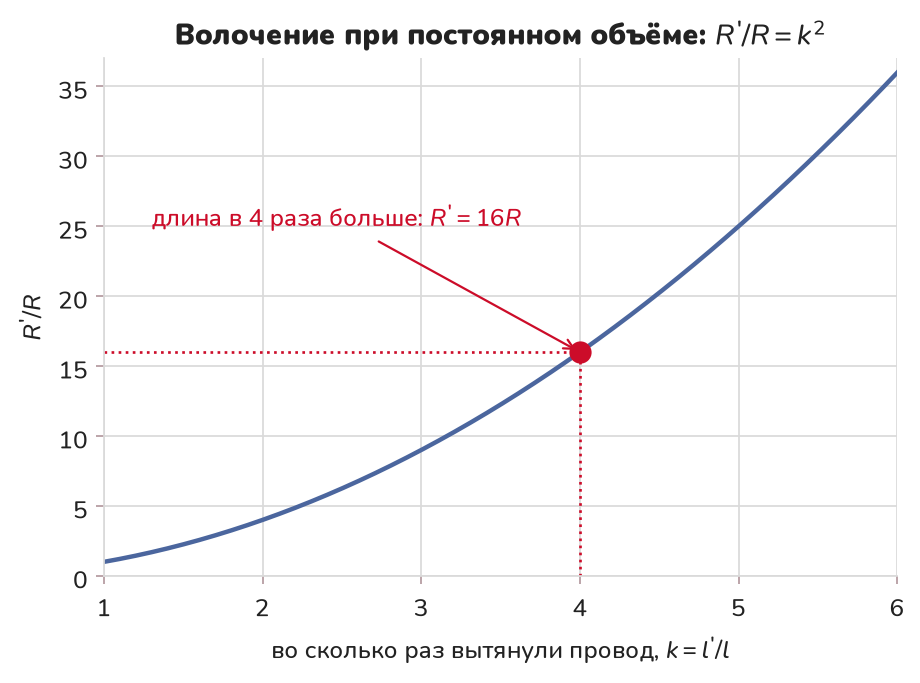 Волочение при постоянном объёме: R'/R = k²
35
30
длина в 4 раза больше: R' = 16R
25
20
R'/R
15
10
5
0
1 2 3 4 5 6
во сколько раз вытянули провод, k = l'/l